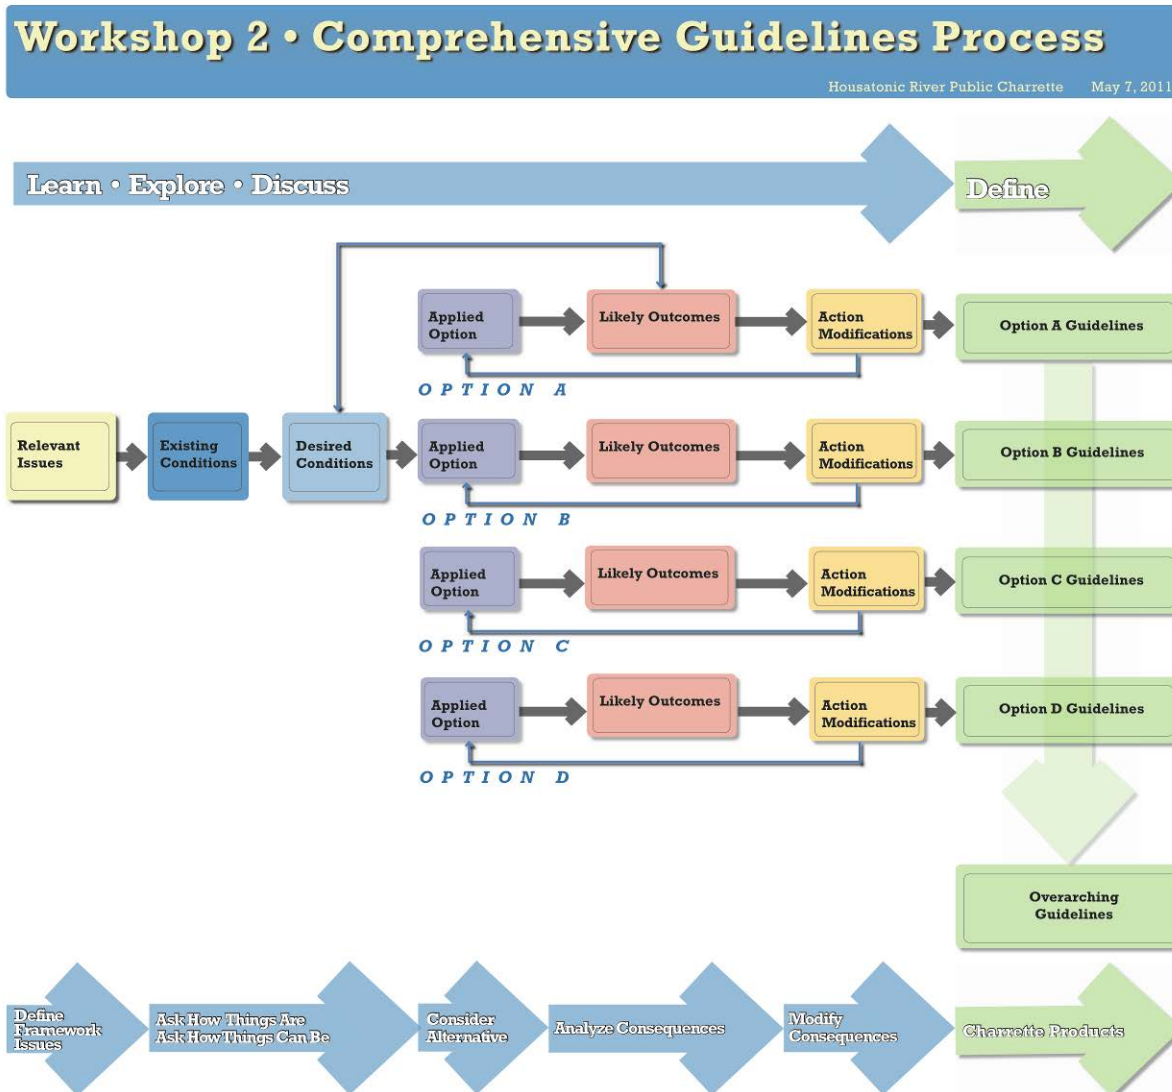 Workshop 2 • Comprehensive Guidelines Process
Housatonic River Public Charrette May 7, 2011
Learn • Explore • Discuss
Define
Applied
Option
Likely Outcomes
Action
Modifications
Option A Guidelines
OPTION A
Relevant
Issues
Existing
Conditions
Desired
Conditions
Applied
Option
Likely Outcomes
Action
Modifications
Option B Guidelines
OPTION B
Applied
Option
Likely Outcomes
Action
Modifications
Option C Guidelines
OPTION C
Applied
Option
Likely Outcomes
Action
Modifications
Option D Guidelines
OPTION D
Overarching
Guidelines
Define
Framework
Issues
Ask How Things Are
Ask How Things Can Be
Consider
Alternative
Analyze Consequences
Modify
Consequences
Charrette Products